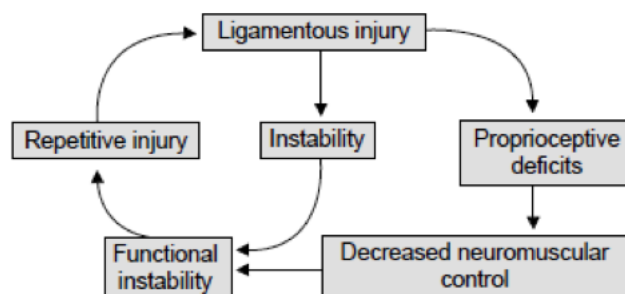 Ligamentous injury
Repetitive injury
Instability
Proprioceptive
deficits
Functional
instability
Decreased neuromuscular
control